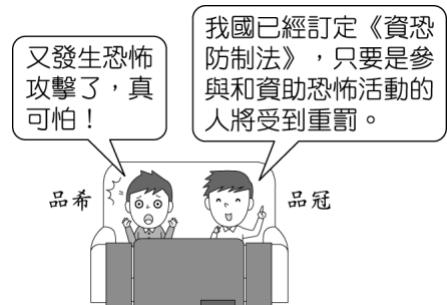 又發生恐怖
攻擊了，真
可怕！
我國已經訂定《資恐
防制法》，只要是參
與和資助恐怖活動的
人將受到重罰。
品希
品冠